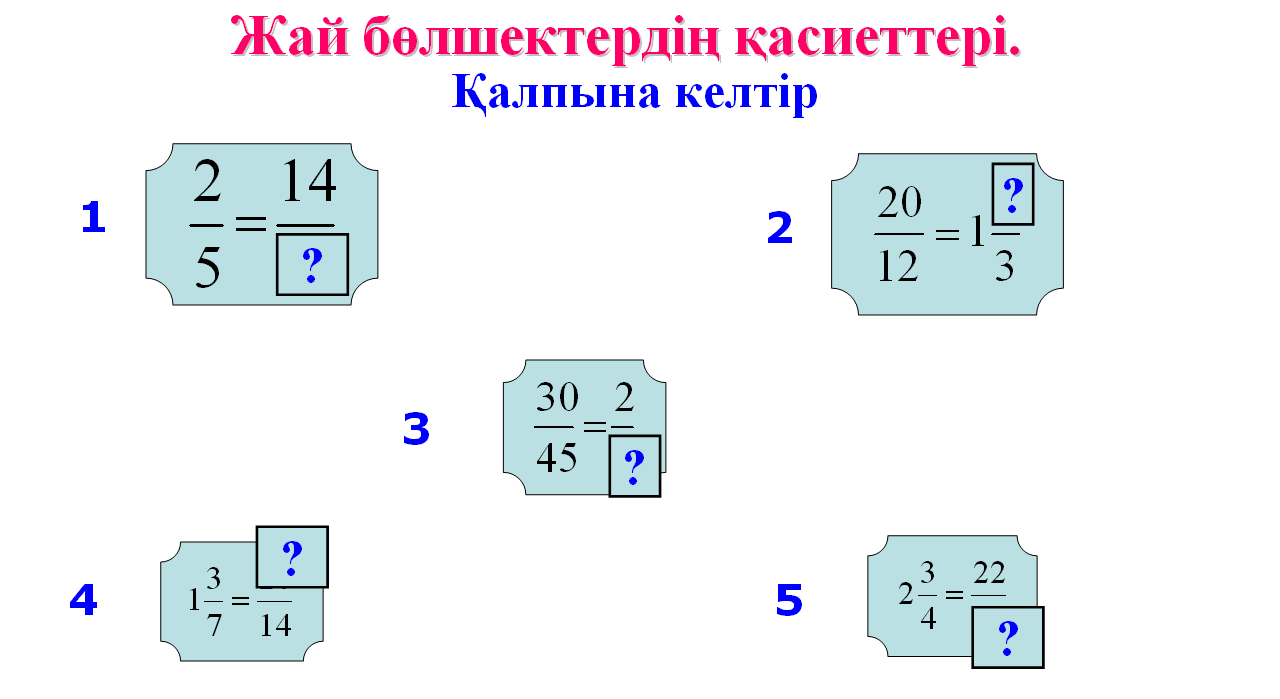 Жай бөлшектердің қасиеттері.
Қалпына келтір
1 2/5 = 14/?
2 20/12 = 1 ?/3
3 30/45 = 2/?
4 1 3/7 = ?/14
5 2 3/4 = 22/?